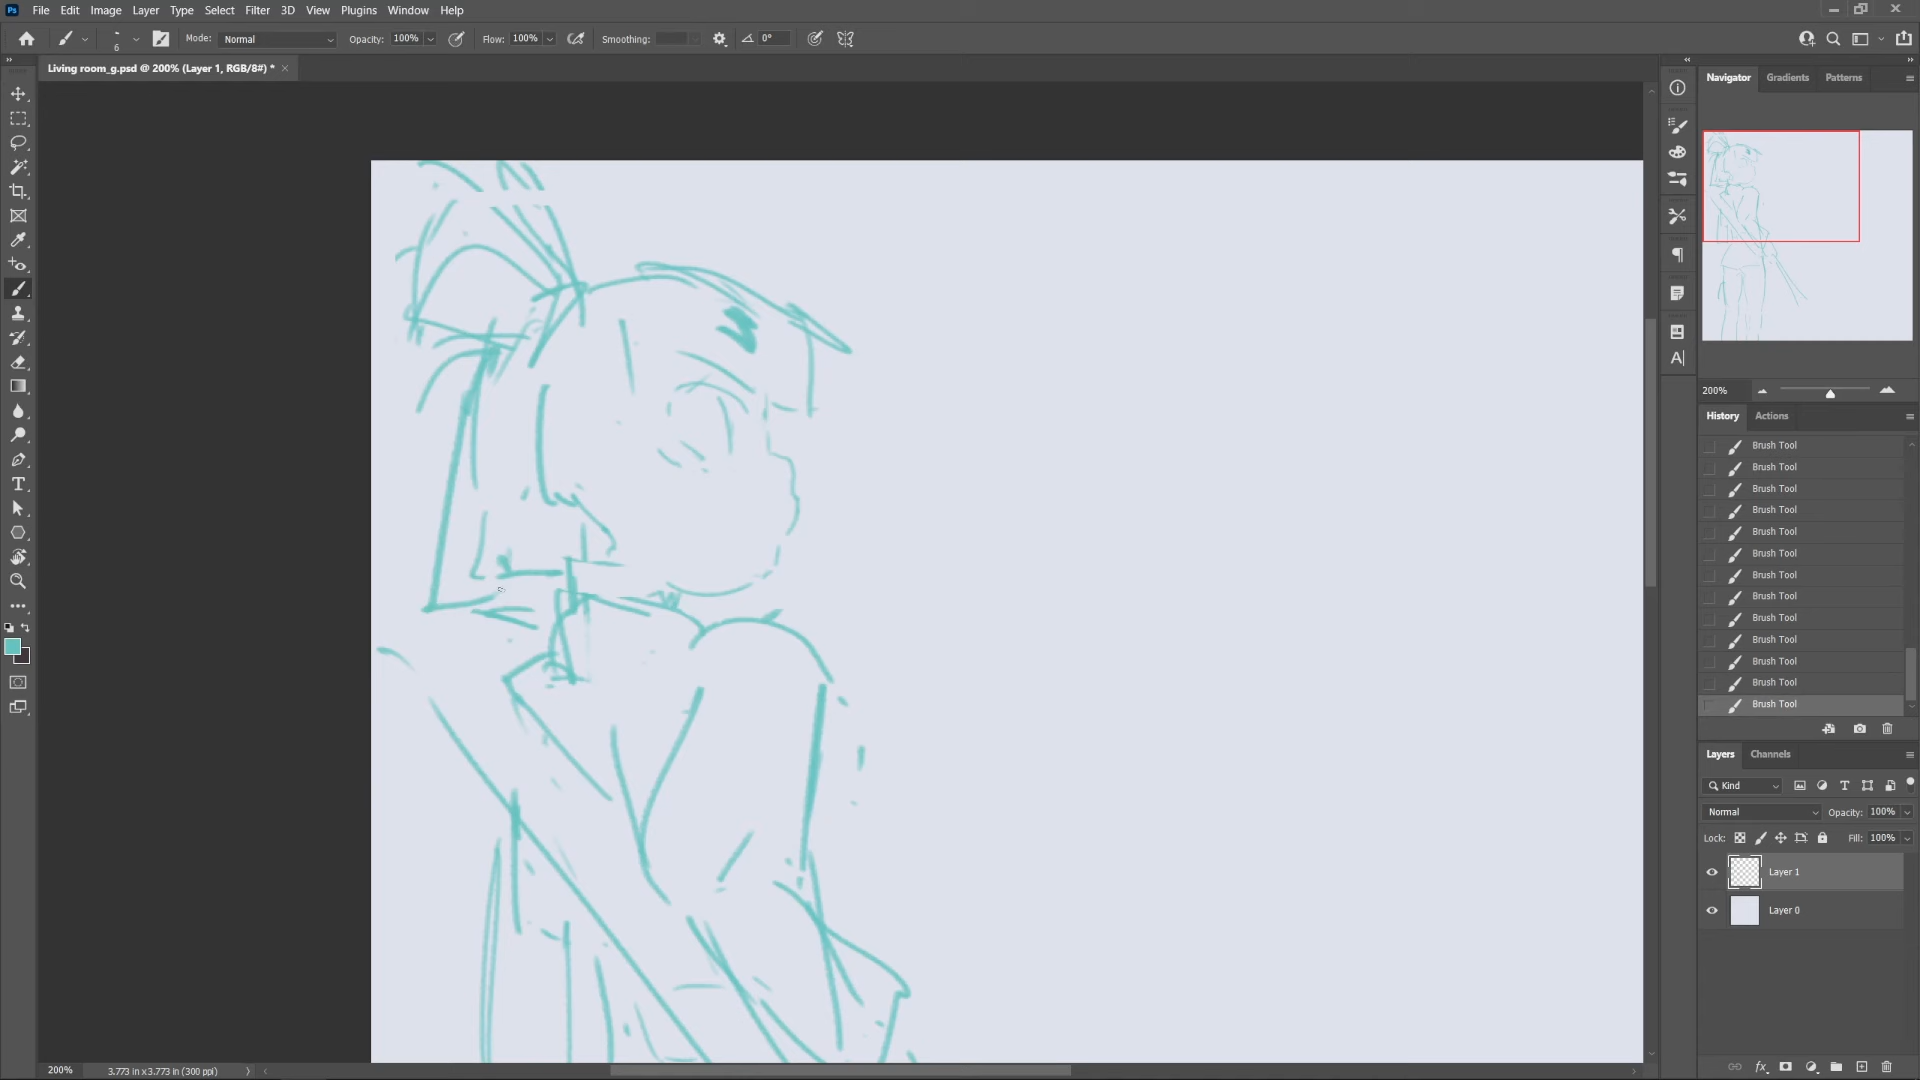 Ps File Edit Image Layer Type Select Filter 3D View Plugins Window Help
6 Mode: Normal Opacity: 100% Flow: 100% Smoothing: 0°
Living room_g.psd @ 200% (Layer 1, RGB/8#) *
Navigator Gradients Patterns
200%
History Actions
Brush Tool
Brush Tool
Brush Tool
Brush Tool
Brush Tool
Brush Tool
Brush Tool
Brush Tool
Brush Tool
Brush Tool
Brush Tool
Brush Tool
Brush Tool
Layers Channels
Kind
Normal Opacity: 100%
Lock: Fill: 100%
Layer 1
Layer 0
200% 3.773 in x 3.773 in (300 ppi)